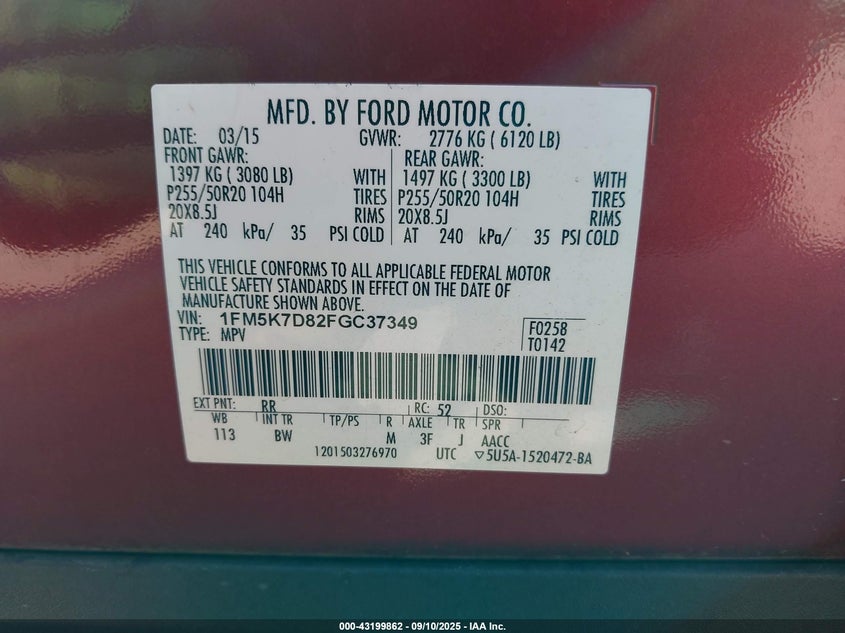 MFD. BY FORD MOTOR CO.
DATE: 03/15 GVWR: 2776 KG ( 6120 LB)
FRONT GAWR: REAR GAWR:
1397 KG ( 3080 LB) WITH 1497 KG ( 3300 LB) WITH
P255/50R20 104H TIRES P255/50R20 104H TIRES
20X8.5J RIMS 20X8.5J RIMS
AT 240 kPa/ 35 PSI COLD AT 240 kPa/ 35 PSI COLD
THIS VEHICLE CONFORMS TO ALL APPLICABLE FEDERAL MOTOR
VEHICLE SAFETY STANDARDS IN EFFECT ON THE DATE OF
MANUFACTURE SHOWN ABOVE.
VIN: 1FM5K7D82FGC37349 F0258
TYPE: MPV T0142
EXT PNT: RR RC: 52 DSO:
WB INT TR TP/PS R AXLE TR SPR
113 BW M 3F J AACC
1201503276970 UTC ▽5U5A-1520472-BA
000-43199862 - 09/10/2025 - IAA Inc.